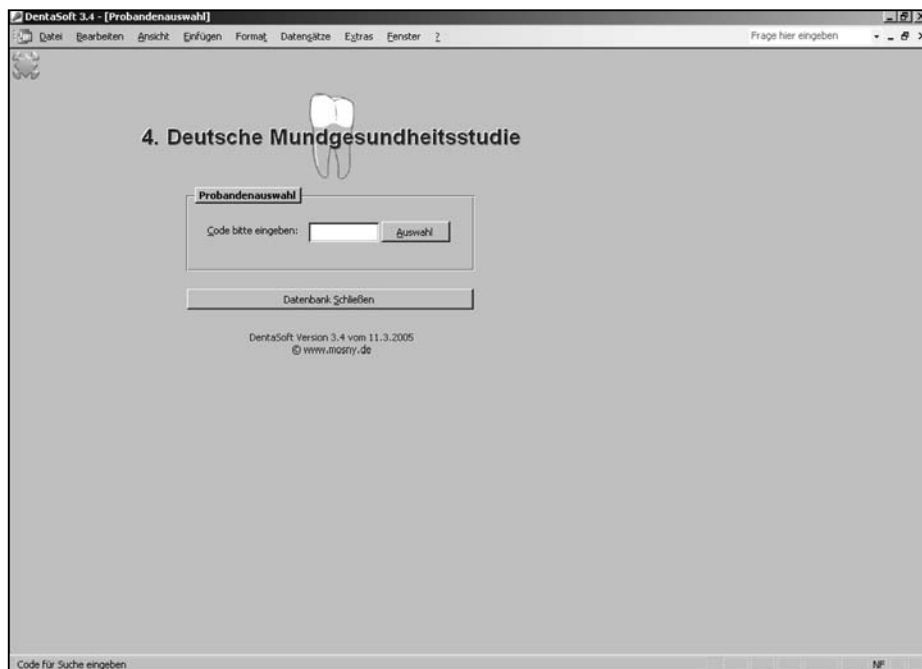 DentaSoft 3.4 - [Probandenauswahl]
Datei Bearbeiten Ansicht Einfügen Format Datensätze Extras Fenster ? Frage hier eingeben
4. Deutsche Mundgesundheitsstudie
Probandenauswahl
Code bitte eingeben: Auswahl
Datenbank Schließen
DentaSoft Version 3.4 vom 11.3.2005
© www.mosny.de
Code für Suche eingeben NF